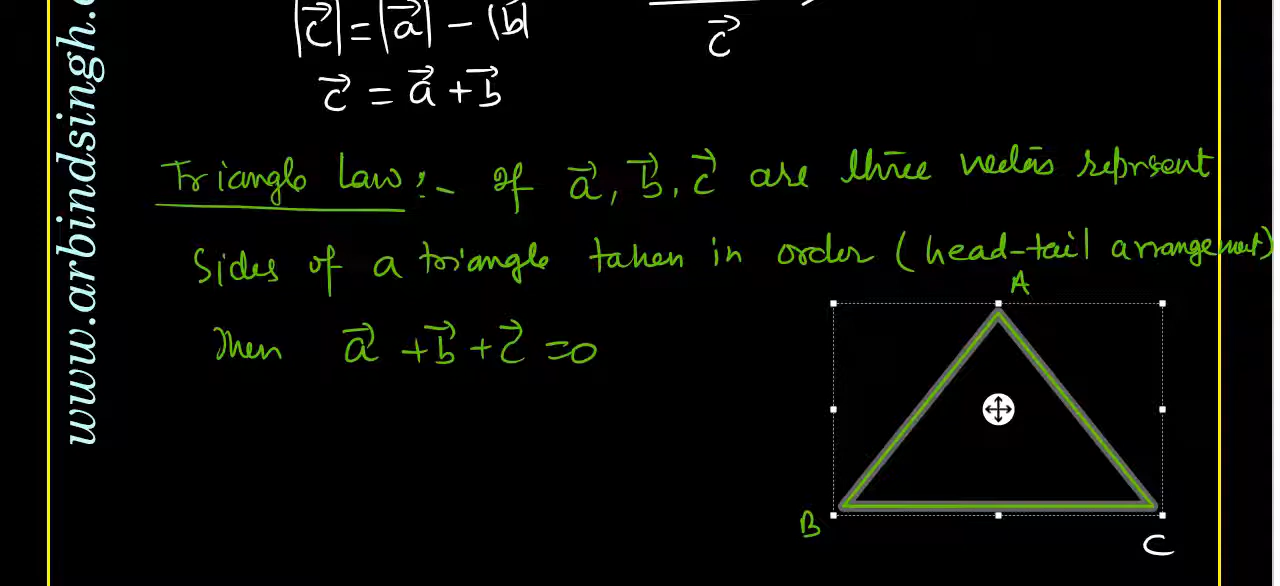 |c⃗| = |a⃗| − |b|
c⃗
c⃗ = a⃗ + b⃗
Triangle Law :- If a⃗, b⃗, c⃗ are three vectors represent
Sides of a triangle taken in order (head-tail arrangement)
Then a⃗ + b⃗ + c⃗ = 0
A
B
C
www.arbindsingh.